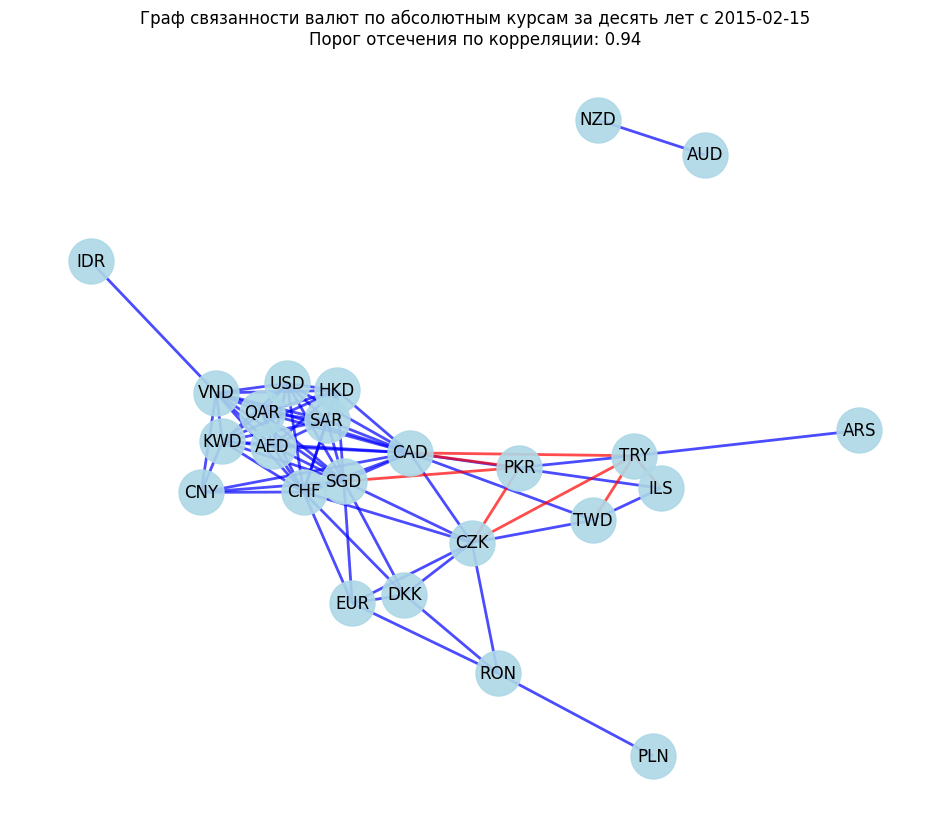 Граф связанности валют по абсолютным курсам за десять лет с 2015-02-15
Порог отсечения по корреляции: 0.94
NZD
AUD
IDR
USD
HKD
VND
QAR
SAR
ARS
KWD
AED
CAD
TRY
PKR
SGD
ILS
CNY
CHF
TWD
CZK
DKK
EUR
RON
PLN